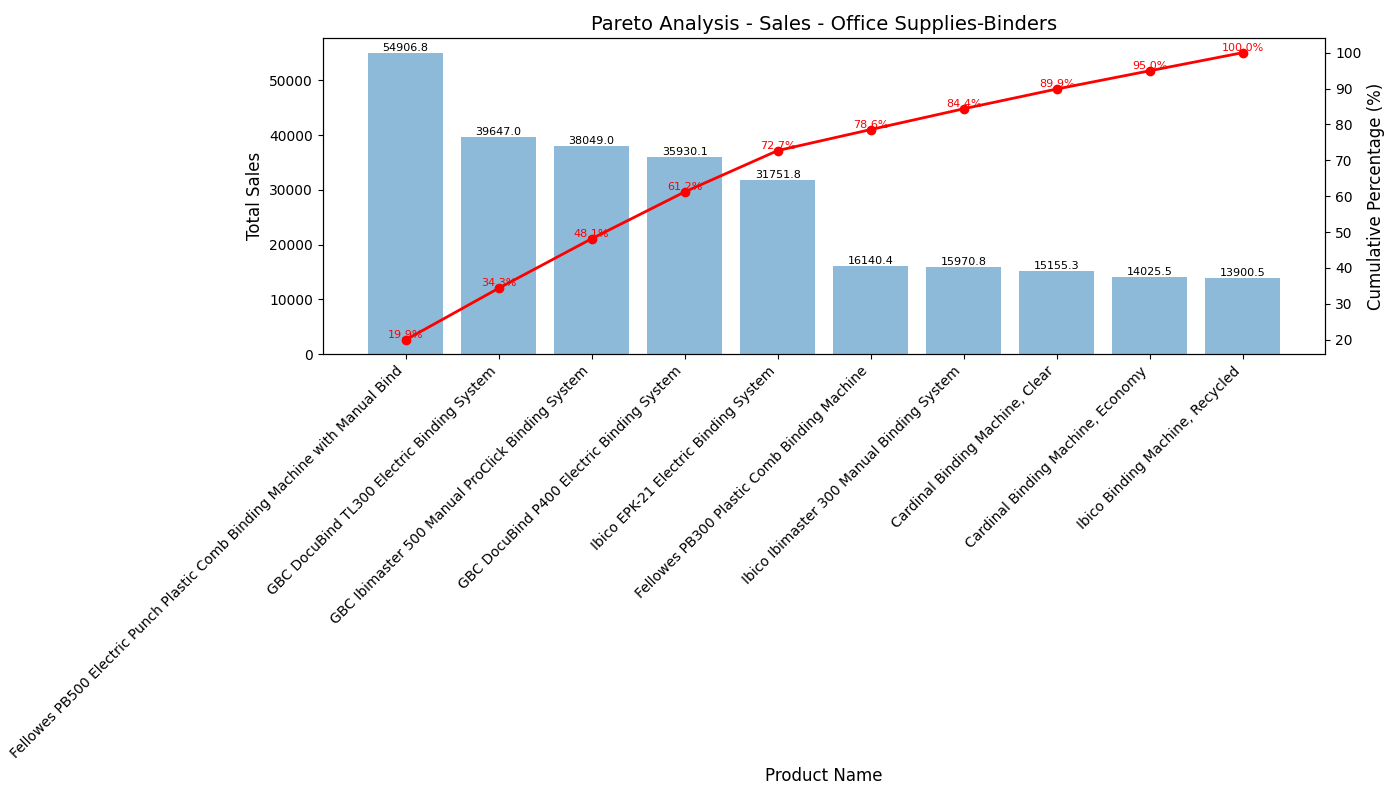 Pareto Analysis - Sales - Office Supplies-Binders
Total Sales
50000
40000
30000
20000
10000
0
54906.8
39647.0
38049.0
35930.1
31751.8
16140.4
15970.8
15155.3
14025.5
13900.5
19.9%
34.3%
48.1%
61.2%
72.7%
78.6%
84.4%
89.9%
95.0%
100.0%
100
90
80
70
60
50
40
30
20
Cumulative Percentage (%)
Fellowes PB500 Electric Punch Plastic Comb Binding Machine with Manual Bind
GBC DocuBind TL300 Electric Binding System
GBC Ibimaster 500 Manual ProClick Binding System
GBC DocuBind P400 Electric Binding System
Ibico EPK-21 Electric Binding System
Fellowes PB300 Plastic Comb Binding Machine
Ibico Ibimaster 300 Manual Binding System
Cardinal Binding Machine, Clear
Cardinal Binding Machine, Economy
Ibico Binding Machine, Recycled
Product Name